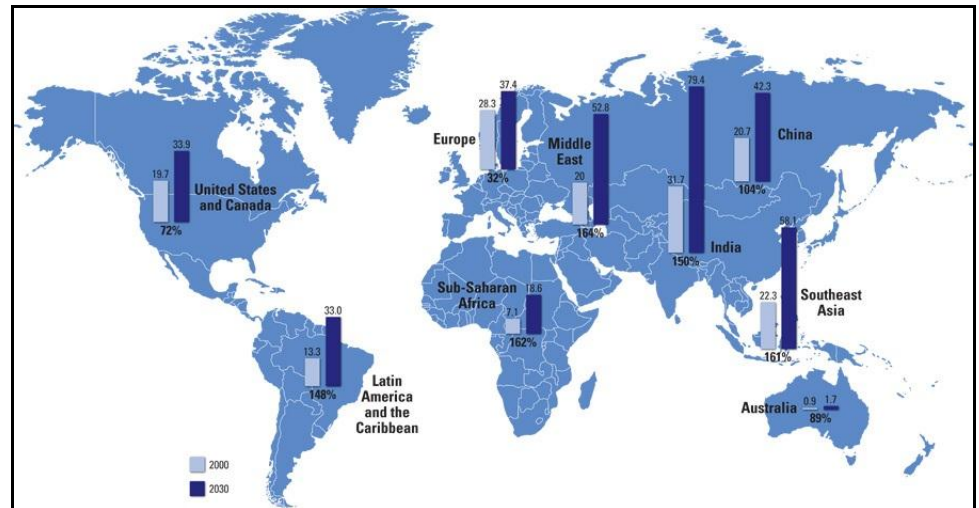 37.4
28.3
Europe
32%
52.8
Middle
East
20
164%
79.4
31.7
India
150%
42.3
20.7
China
104%
33.9
19.7
United States
and Canada
72%
58.1
22.3
Southeast
Asia
161%
Sub-Saharan
Africa
18.6
7.1
162%
33.0
13.3
148%
Latin
America
and the
Caribbean
Australia
0.9
1.7
89%
2000
2030